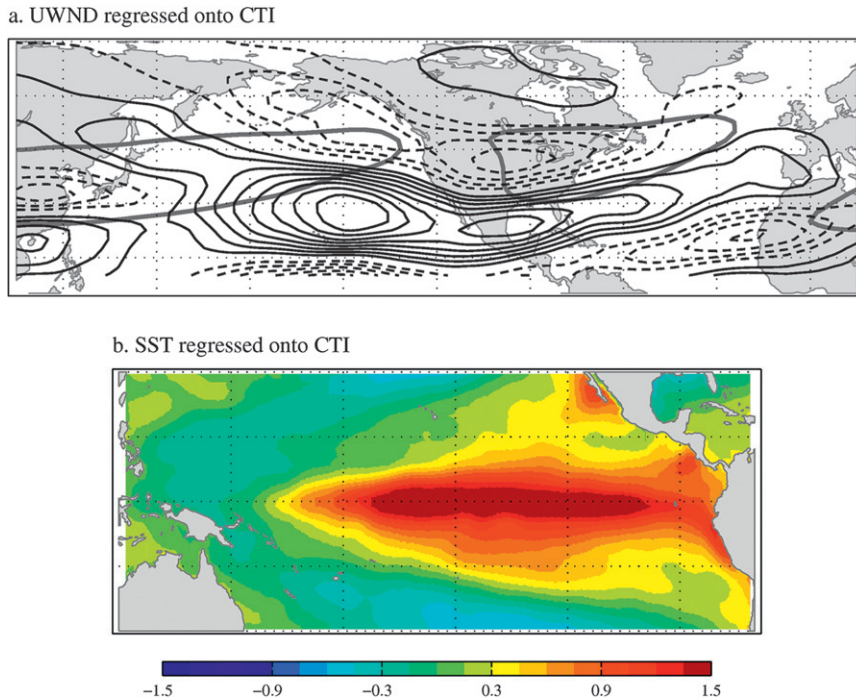 a. UWND regressed onto CTI
b. SST regressed onto CTI
−1.5 −0.9 −0.3 0.3 0.9 1.5